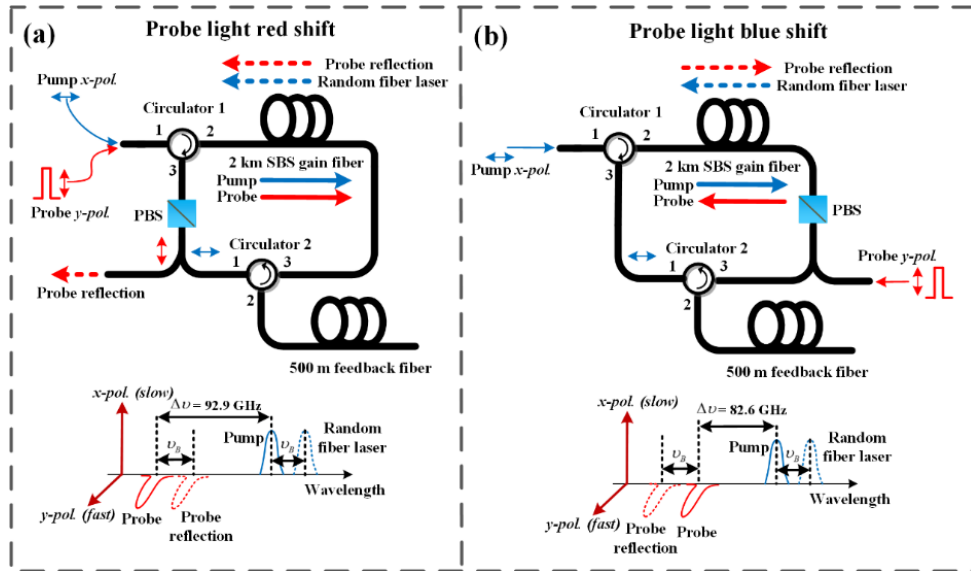 (a)
Probe light red shift
Probe reflection
Random fiber laser
Pump x-pol.
Circulator 1
1
2
3
2 km SBS gain fiber
Pump
Probe
Probe y-pol.
PBS
Circulator 2
1
3
2
Probe reflection
500 m feedback fiber
x-pol. (slow)
Δυ = 92.9 GHz
υB
Pump
υB
Random
fiber laser
Wavelength
y-pol. (fast)
Probe
Probe
reflection
(b)
Probe light blue shift
Probe reflection
Random fiber laser
Circulator 1
1
2
3
Pump x-pol.
2 km SBS gain fiber
Pump
Probe
PBS
Circulator 2
1
3
2
Probe y-pol.
500 m feedback fiber
x-pol. (slow)
Δυ = 82.6 GHz
υB
Pump
υB
Random
fiber laser
Wavelength
y-pol. (fast)
Probe
reflection
Probe